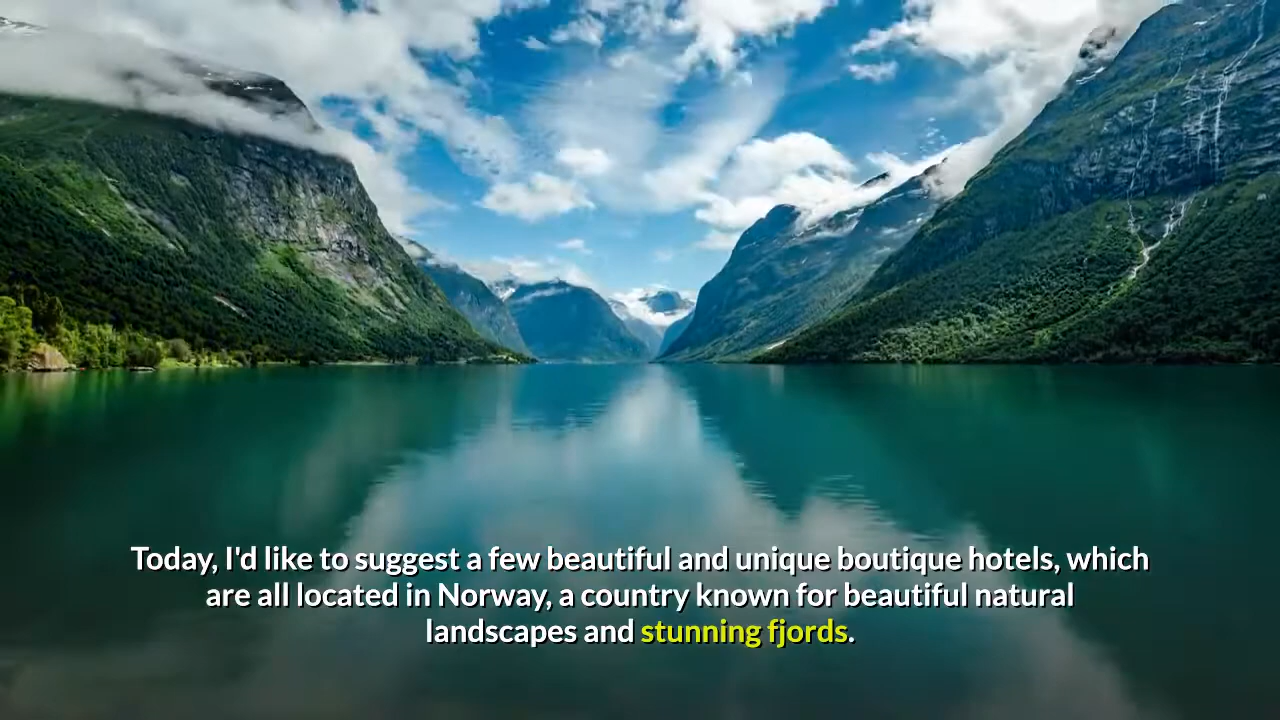 Today, I'd like to suggest a few beautiful and unique boutique hotels, which
are all located in Norway, a country known for beautiful natural
landscapes and stunning fjords.